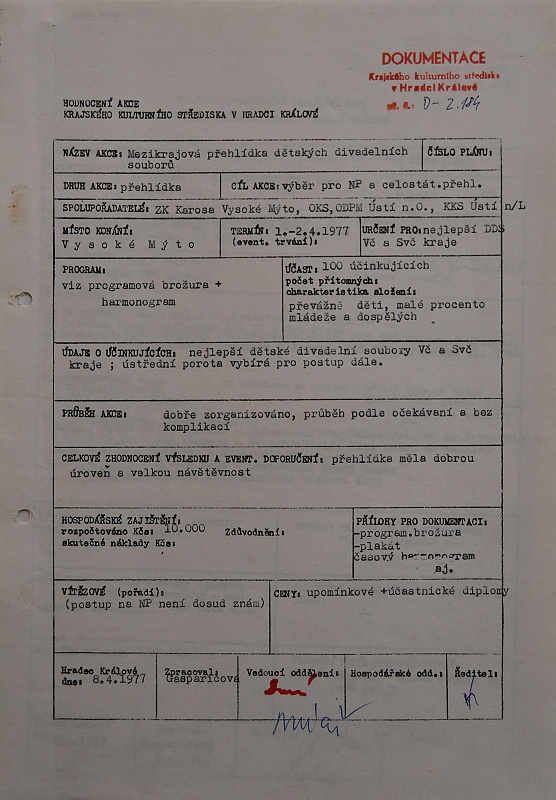 DOKUMENTACE
Krajského kulturního střediska
v Hradci Králové
D- 2.184
HODNOCENÍ AKCE
KRAJSKÉHO KULTURNÍHO STŘEDISKA V HRADCI KRÁLOVÉ
NÁZEV AKCE: Mezikrajová přehlídka dětských divadelních
souborů
ČÍSLO PLÁNU:
DRUH AKCE: přehlídka
CÍL AKCE: výběr pro NP a celostát.přehl.
SPOLUPOŘADATELÉ: ZK Karosa Vysoké Mýto, OKS,ODPM Ústí n.O., KKS Ústí n/L
MÍSTO KONÁNÍ:
Vysoké Mýto
TERMÍN: 1.-2.4.1977
(event. trvání):
URČENÍ PRO: nejlepší DDS
Vč a Svč kraje
PROGRAM:
viz programová brožura +
harmonogram
ÚČAST: 100 účinkujících
počet přítomných:
charakteristika složení:
převážně děti, malé procento
mládeže a dospělých
ÚDAJE O ÚČINKUJÍCÍCH: nejlepší dětské divadelní soubory Vč a Svč
kraje ; ústřední porota vybírá pro postup dále.
PRŮBĚH AKCE: dobře zorganizováno, průběh podle očekávaní a bez
komplikací
CELKOVÉ ZHODNOCENÍ VÝSLEDKU A EVENT. DOPORUČENÍ: přehlídka měla dobrou
úroveň a velkou návštěvnost
HOSPODÁŘSKÉ ZAJIŠTĚNÍ:
rozpočtováno Kčs: 10.000 Zdůvodnění:
skutečné náklady Kčs:
PŘÍLOHY PRO DOKUMENTACI:
-program.brožura
-plakát
časový harmonogram
aj.
VÍTĚZOVÉ (pořadí):
(postup na NP není dosud znám)
CENY: upomínkové +účastnické diplomy
Hradec Králové
dne: 8.4.1977
Zpracoval:
Gašparicová
Vedoucí oddělení:
Hospodářské odd.:
Ředitel: